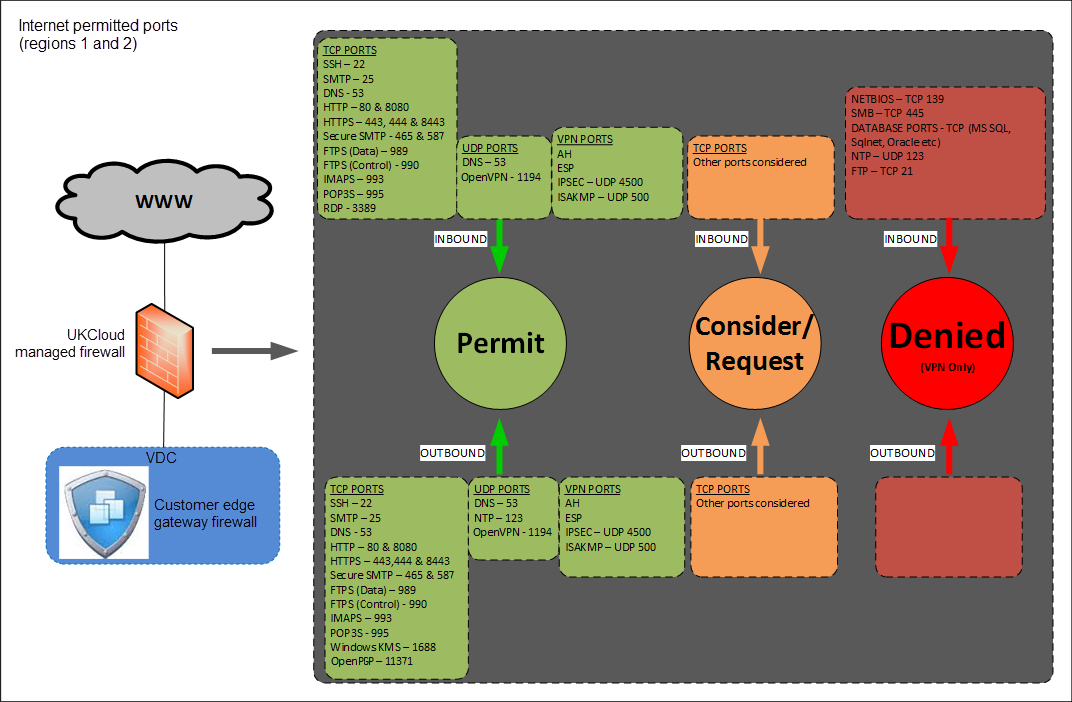 Internet permitted ports
(regions 1 and 2)
WWW
UKCloud
managed firewall
VDC
Customer edge
gateway firewall
TCP PORTS
SSH – 22
SMTP – 25
DNS - 53
HTTP – 80 & 8080
HTTPS – 443, 444 & 8443
Secure SMTP - 465 & 587
FTPS (Data) – 989
FTPS (Control) - 990
IMAPS – 993
POP3S – 995
RDP - 3389
UDP PORTS
DNS – 53
OpenVPN - 1194
VPN PORTS
AH
ESP
IPSEC – UDP 4500
ISAKMP – UDP 500
TCP PORTS
Other ports considered
NETBIOS – TCP 139
SMB – TCP 445
DATABASE PORTS - TCP (MS SQL,
Sqlnet, Oracle etc)
NTP – UDP 123
FTP – TCP 21
INBOUND
INBOUND
INBOUND
Permit
Consider/
Request
Denied
(VPN Only)
OUTBOUND
OUTBOUND
OUTBOUND
TCP PORTS
SSH – 22
SMTP – 25
DNS - 53
HTTP – 80 & 8080
HTTPS – 443,444 & 8443
Secure SMTP – 465 & 587
FTPS (Data) – 989
FTPS (Control) - 990
IMAPS – 993
POP3S - 995
Windows KMS – 1688
OpenPGP – 11371
UDP PORTS
DNS – 53
NTP – 123
OpenVPN - 1194
VPN PORTS
AH
ESP
IPSEC – UDP 4500
ISAKMP – UDP 500
TCP PORTS
Other ports considered